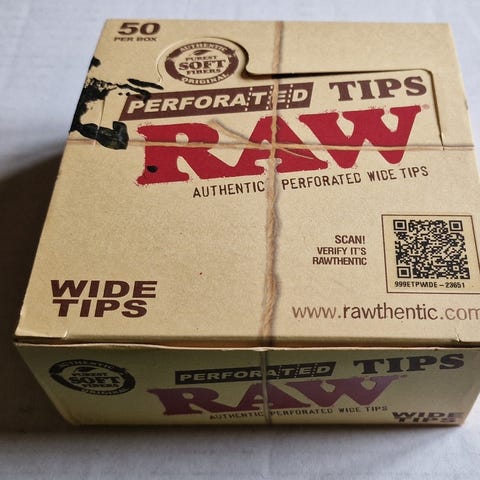 50
PER BOX
AUTHENTIC
PUREST
SOFT
FIBERS
ORIGINAL
PERFORATED TIPS
RAW
AUTHENTIC PERFORATED WIDE TIPS
SCAN!
VERIFY IT'S
RAWTHENTIC
999ETPWIDE-23651
WIDE
TIPS
www.rawthentic.com
AUTHENTIC
PUREST
SOFT
FIBERS
ORIGINAL
PERFORATED TIPS
RAW
AUTHENTIC PERFORATED WIDE TIPS
WIDE
TIPS